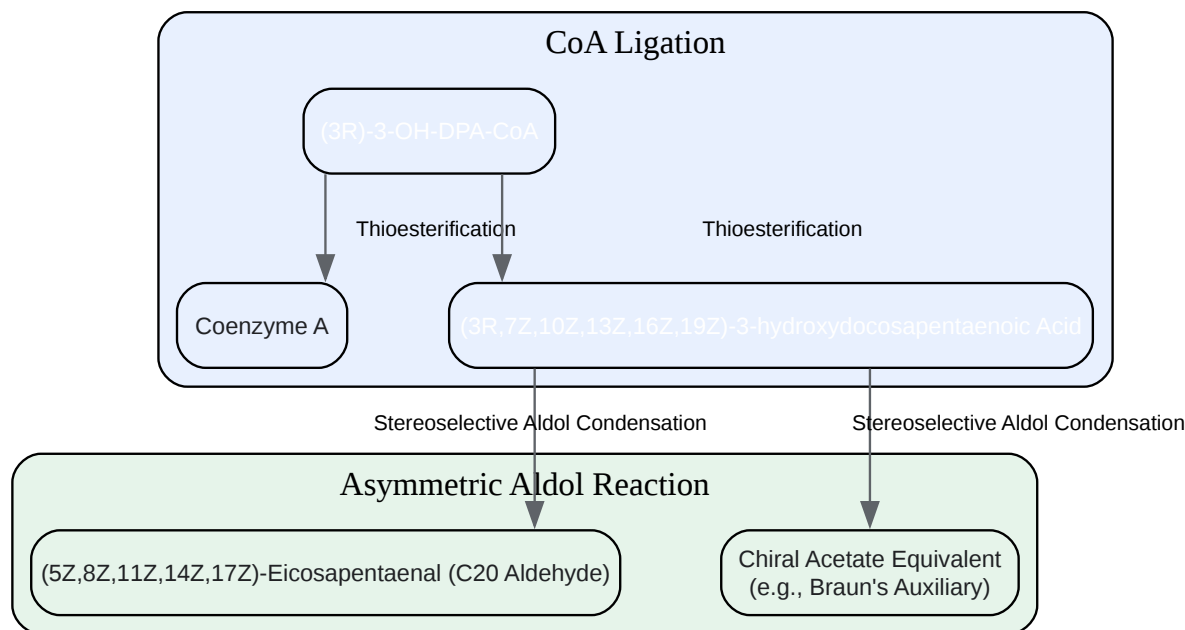 CoA Ligation
(3R)-3-OH-DPA-CoA
Thioesterification
Thioesterification
Coenzyme A
(3R,7Z,10Z,13Z,16Z,19Z)-3-hydroxydocosapentaenoic Acid
Stereoselective Aldol Condensation
Stereoselective Aldol Condensation
Asymmetric Aldol Reaction
(5Z,8Z,11Z,14Z,17Z)-Eicosapentaenal (C20 Aldehyde)
Chiral Acetate Equivalent
(e.g., Braun's Auxiliary)